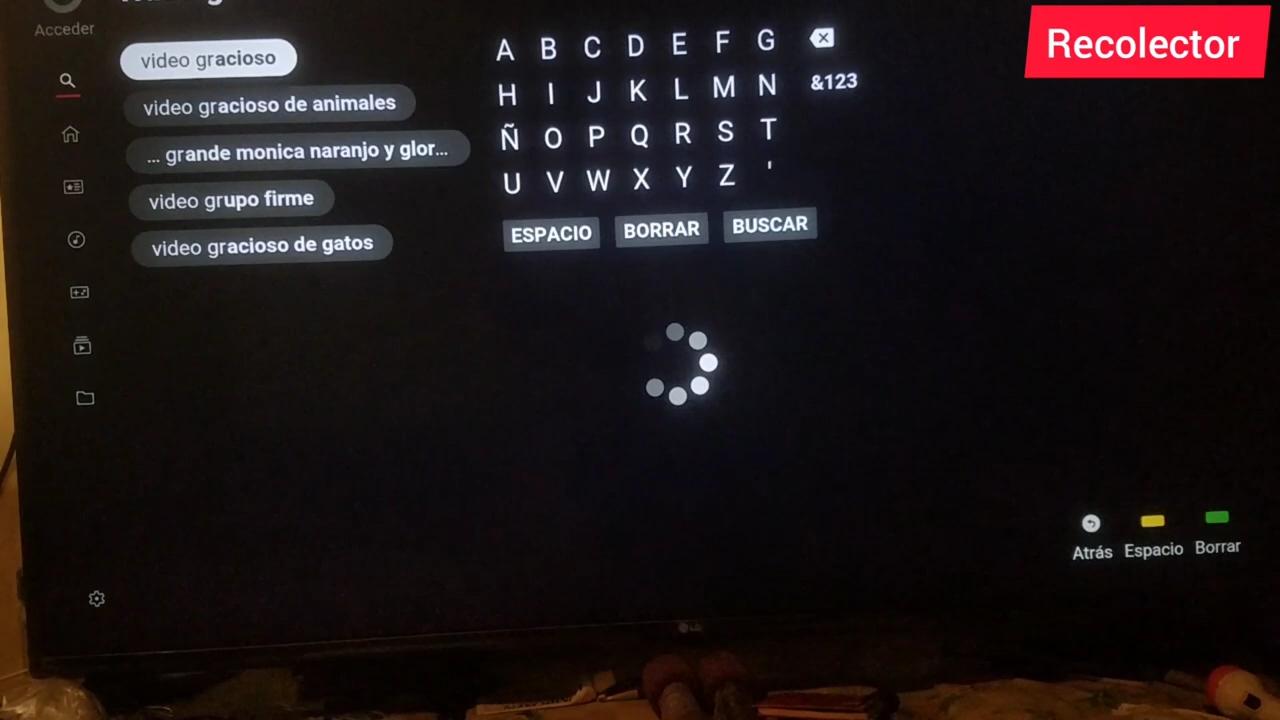 Acceder
video gracioso
video gracioso de animales
... grande monica naranjo y glor...
video grupo firme
video gracioso de gatos
A B C D E F G
H I J K L M N &123
Ñ O P Q R S T
U V W X Y Z '
ESPACIO BORRAR BUSCAR
Recolector
Atrás Espacio Borrar
LG